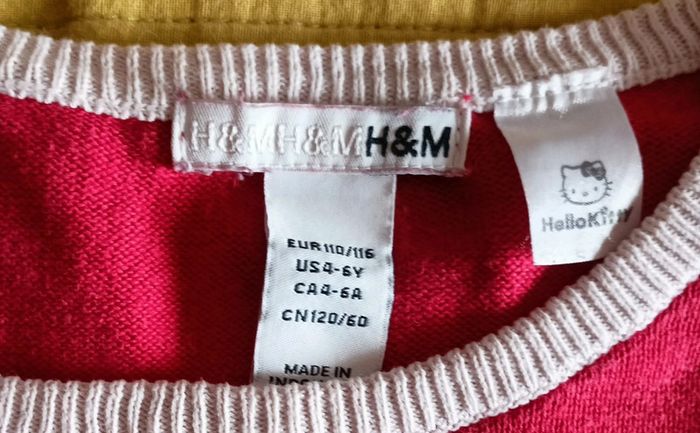 H&MH&MH&M
HelloKitty
EUR110/116
US4-6Y
CA4-6A
CN120/60
MADE IN